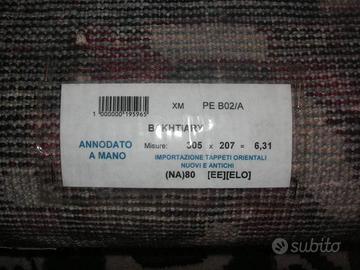 XM PE B02/A
1 000000 195965
BAKHTIARY
ANNODATO
A MANO
Misure: 305 x 207 = 6,31
IMPORTAZIONE TAPPETI ORIENTALI
NUOVI E ANTICHI
(NA)80 [EE][ELO]
subito